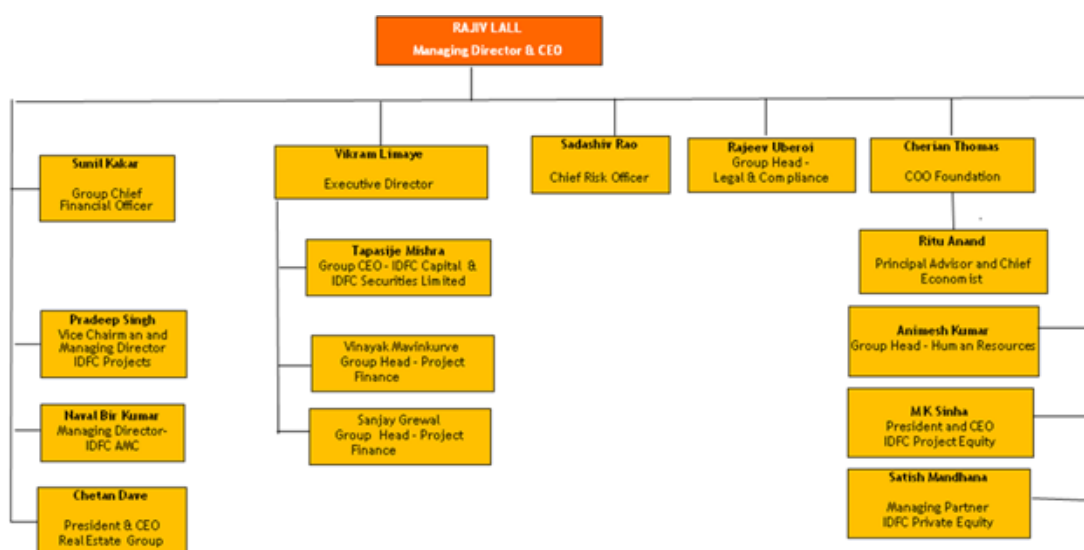 RAJIV LALL
Managing Director & CEO
Sunil Kakar
Group Chief
Financial Officer
Vikram Limaye
Executive Director
Sadashiv Rao
Chief Risk Officer
Rajeev Uberoi
Group Head -
Legal & Compliance
Cherian Thomas
COO Foundation
Tapasije Mishra
Group CEO - IDFC Capital &
IDFC Securities Limited
Ritu Anand
Principal Advisor and Chief
Economist
Pradeep Singh
Vice Chairman and
Managing Director
IDFC Projects
Vinayak Mavinkurve
Group Head - Project
Finance
Animesh Kumar
Group Head - Human Resources
Naval Bir Kumar
Managing Director-
IDFC AMC
Sanjay Grewal
Group Head - Project
Finance
M K Sinha
President and CEO
IDFC Project Equity
Chetan Dave
President & CEO
Real Estate Group
Satish Mandhana
Managing Partner
IDFC Private Equity